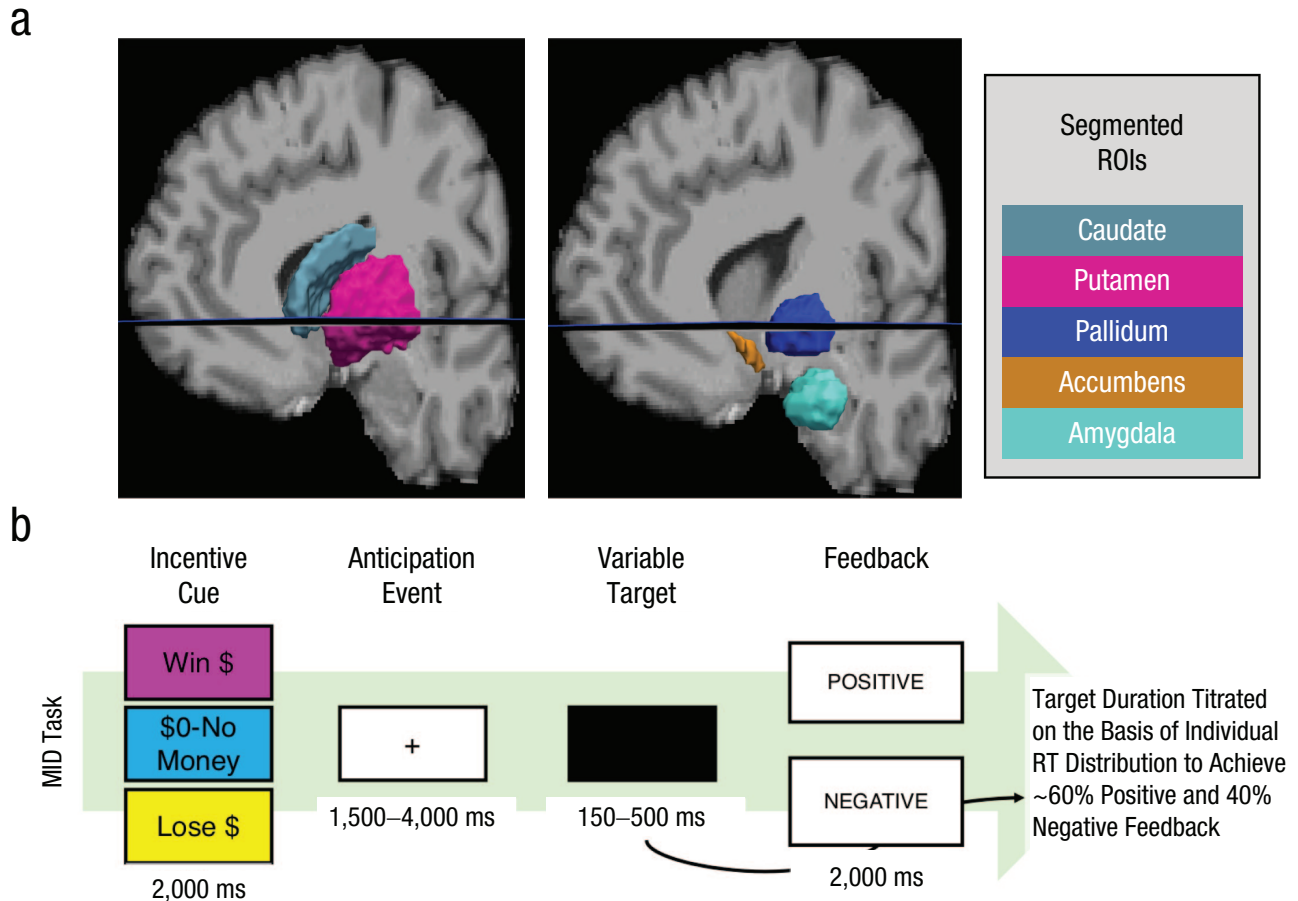 a
Segmented
ROIs
Caudate
Putamen
Pallidum
Accumbens
Amygdala
b
Incentive
Cue
Anticipation
Event
Variable
Target
Feedback
MID Task
Win $
$0-No
Money
Lose $
2,000 ms
+
1,500–4,000 ms
150–500 ms
POSITIVE
NEGATIVE
2,000 ms
Target Duration Titrated
on the Basis of Individual
RT Distribution to Achieve
~60% Positive and 40%
Negative Feedback